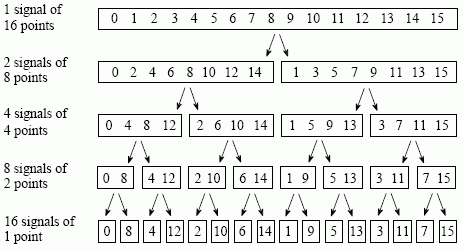 1 signal of
16 points
0 1 2 3 4 5 6 7 8 9 10 11 12 13 14 15
2 signals of
8 points
0 2 4 6 8 10 12 14 1 3 5 7 9 11 13 15
4 signals of
4 points
0 4 8 12 2 6 10 14 1 5 9 13 3 7 11 15
8 signals of
2 points
0 8 4 12 2 10 6 14 1 9 5 13 3 11 7 15
16 signals of
1 point
0 8 4 12 2 10 6 14 1 9 5 13 3 11 7 15